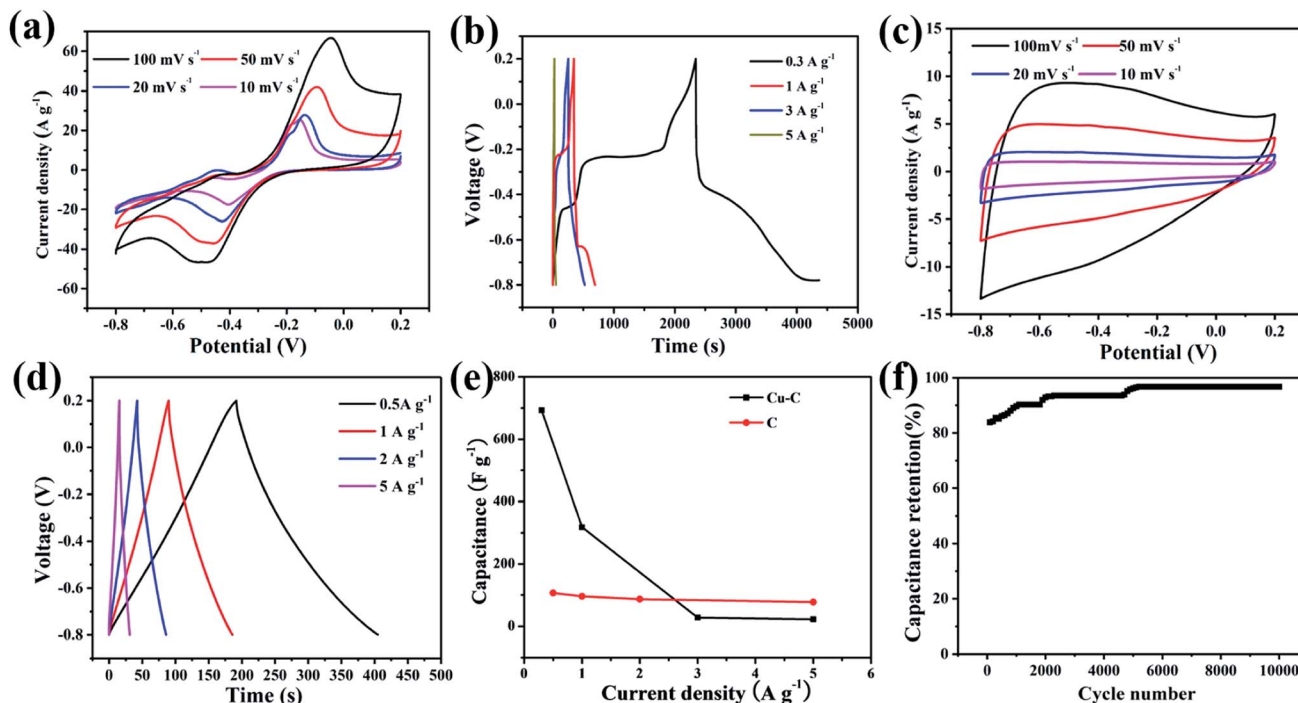 (a)
100 mV s⁻¹ 50 mV s⁻¹
20 mV s⁻¹ 10 mV s⁻¹
60
40
20
0
-20
-40
-60
Current density (A g⁻¹)
-0.8 -0.6 -0.4 -0.2 0.0 0.2
Potential (V)
(b)
0.3 A g⁻¹
1 A g⁻¹
3 A g⁻¹
5 A g⁻¹
0.2
0.0
-0.2
-0.4
-0.6
-0.8
Voltage (V)
0 1000 2000 3000 4000 5000
Time (s)
(c)
100mV s⁻¹ 50 mV s⁻¹
20 mV s⁻¹ 10 mV s⁻¹
15
10
5
0
-5
-10
-15
Current density (A g⁻¹)
-0.8 -0.6 -0.4 -0.2 0.0 0.2
Potential (V)
(d)
0.5A g⁻¹
1 A g⁻¹
2 A g⁻¹
5 A g⁻¹
0.2
0.0
-0.2
-0.4
-0.6
-0.8
Voltage (V)
0 50 100 150 200 250 300 350 400 450 500
Time (s)
(e)
Cu-C
C
800
600
400
200
0
Capacitance (F g⁻¹)
0 1 2 3 4 5 6
Current density (A g⁻¹)
(f)
100
80
60
40
20
0
Capacitance retention(%)
0 2000 4000 6000 8000 10000
Cycle number